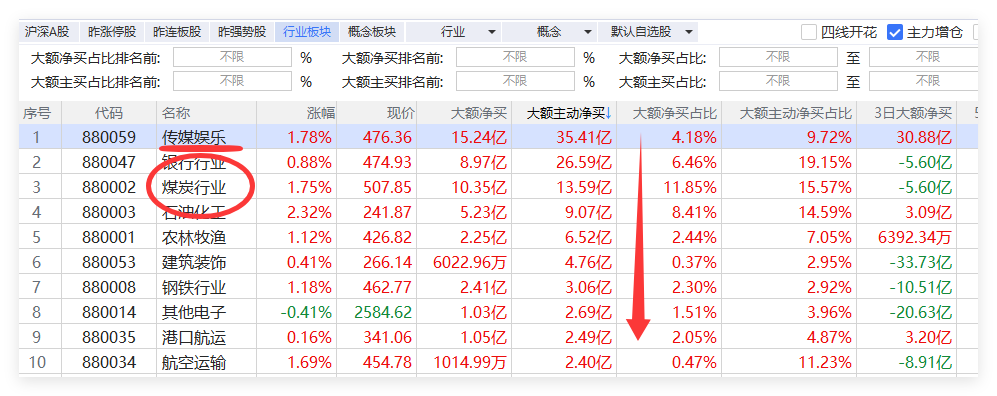 沪深A股 昨涨停股 昨连板股 昨强势股 行业板块 概念板块 行业 概念 默认自选股 四线开花 主力增仓
大额净买占比排名前: 不限 % 大额净买排名前: 不限 % 大额净买占比: 不限 至 不限
大额主买占比排名前: 不限 % 大额主买排名前: 不限 % 大额主买占比: 不限 至 不限
序号 代码 名称 涨幅 现价 大额净买 大额主动净买↓ 大额净买占比 大额主动净买占比 3日大额净买
1 880059 传媒娱乐 1.78% 476.36 15.24亿 35.41亿 4.18% 9.72% 30.88亿
2 880047 银行行业 0.88% 474.93 8.97亿 26.59亿 6.46% 19.15% -5.60亿
3 880002 煤炭行业 1.75% 507.85 10.35亿 13.59亿 11.85% 15.57% -5.60亿
4 880003 石油化工 2.32% 241.87 5.23亿 9.07亿 8.41% 14.59% 3.09亿
5 880001 农林牧渔 1.12% 426.82 2.25亿 6.52亿 2.44% 7.05% 6392.34万
6 880053 建筑装饰 0.41% 266.14 6022.96万 4.76亿 0.37% 2.95% -33.73亿
7 880008 钢铁行业 1.18% 462.77 2.41亿 3.06亿 2.30% 2.92% -10.51亿
8 880014 其他电子 -0.41% 2584.62 1.03亿 2.69亿 1.51% 3.96% -20.63亿
9 880035 港口航运 0.16% 341.06 1.05亿 2.49亿 2.05% 4.87% 3.20亿
10 880034 航空运输 1.69% 454.78 1014.99万 2.40亿 0.47% 11.23% -8.91亿